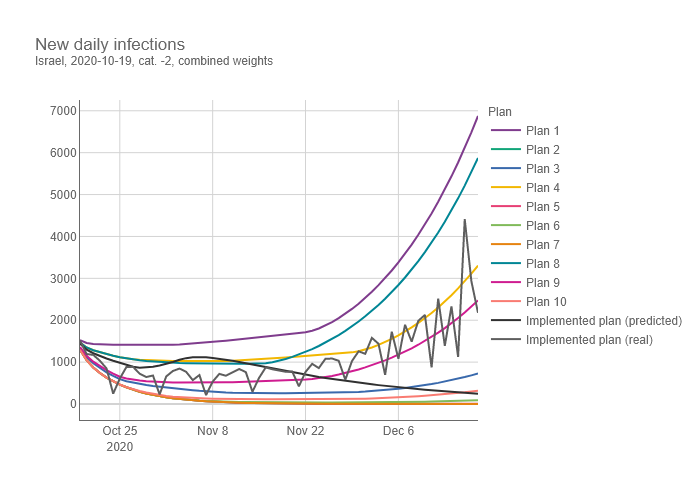 New daily infections
Israel, 2020-10-19, cat. -2, combined weights
7000
6000
5000
4000
3000
2000
1000
0
Oct 25
2020
Nov 8
Nov 22
Dec 6
Plan
Plan 1
Plan 2
Plan 3
Plan 4
Plan 5
Plan 6
Plan 7
Plan 8
Plan 9
Plan 10
Implemented plan (predicted)
Implemented plan (real)